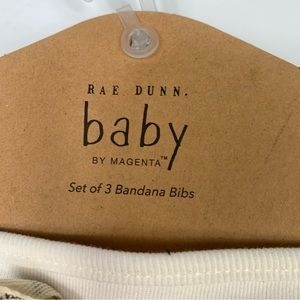 RAE DUNN.
baby
BY MAGENTA™
Set of 3 Bandana Bibs